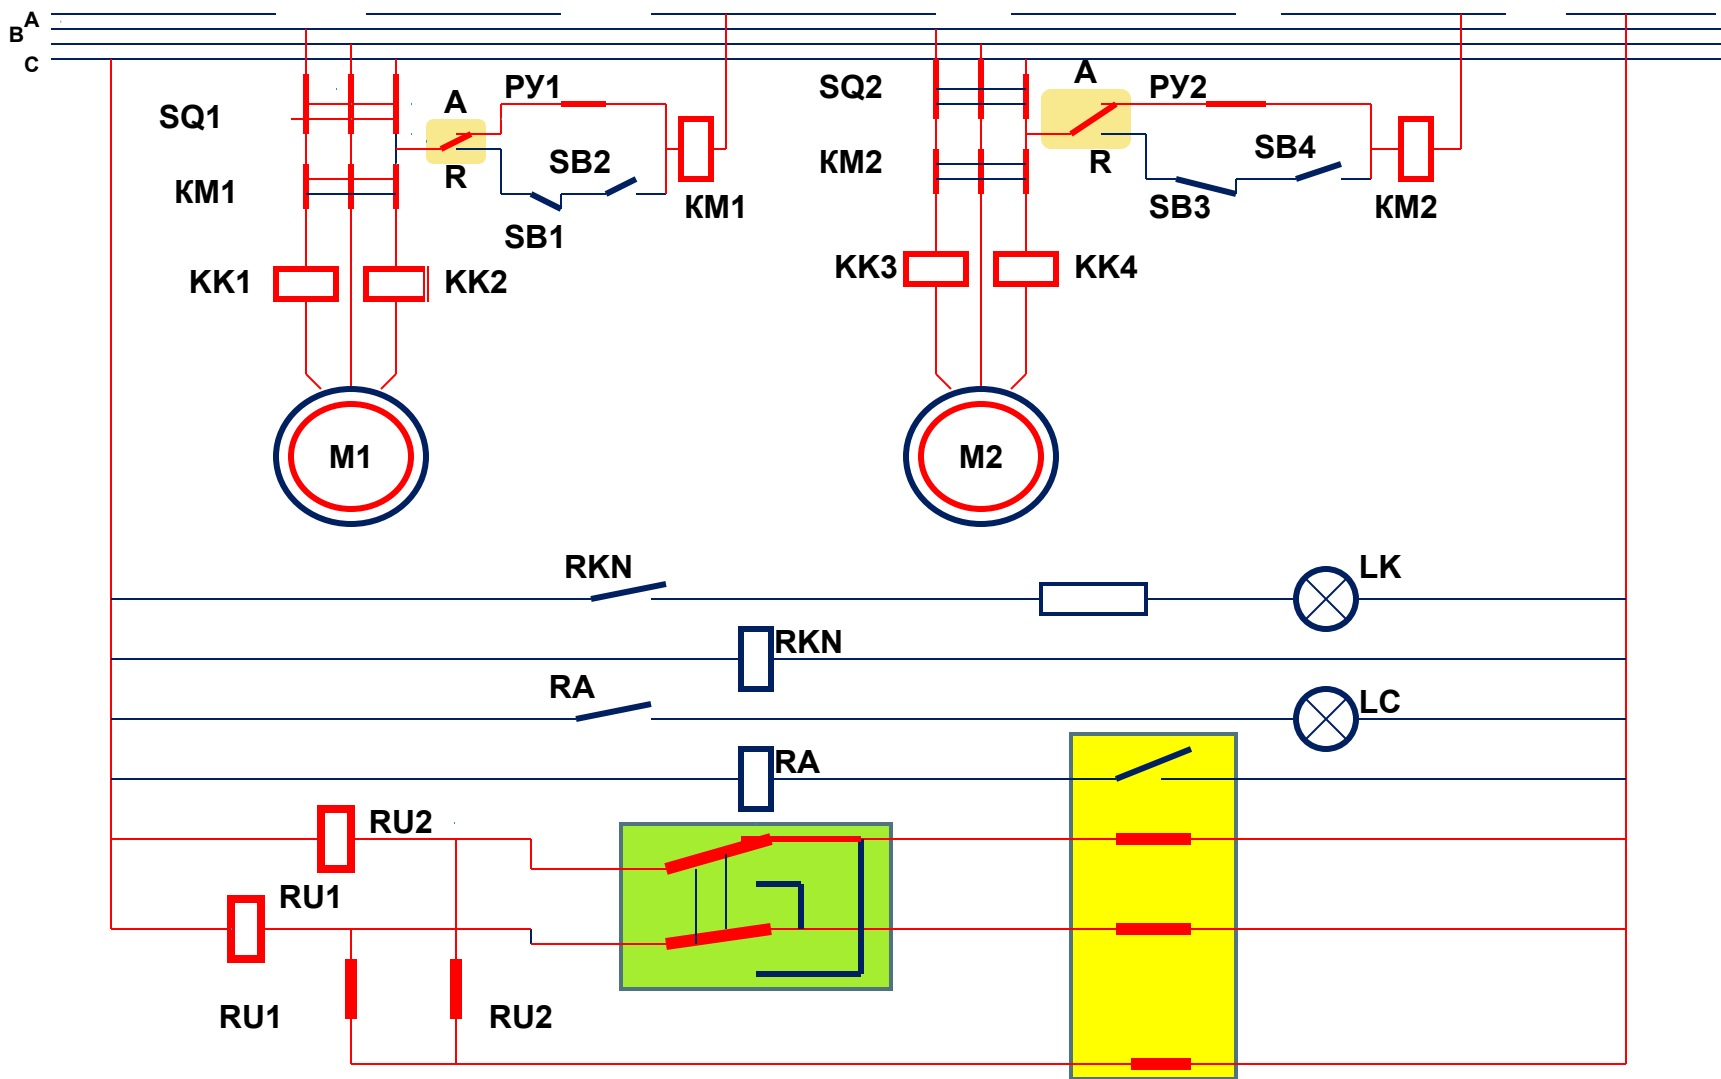 A
B
C
SQ1
A
РУ1
SQ2
A
РУ2
R
SB2
КМ1
SB1
КМ1
КМ2
R
SB4
SB3
КМ2
KK1
KK2
KK3
KK4
M1
M2
RKN
LK
RKN
RA
LC
RA
RU2
RU1
RU1
RU2